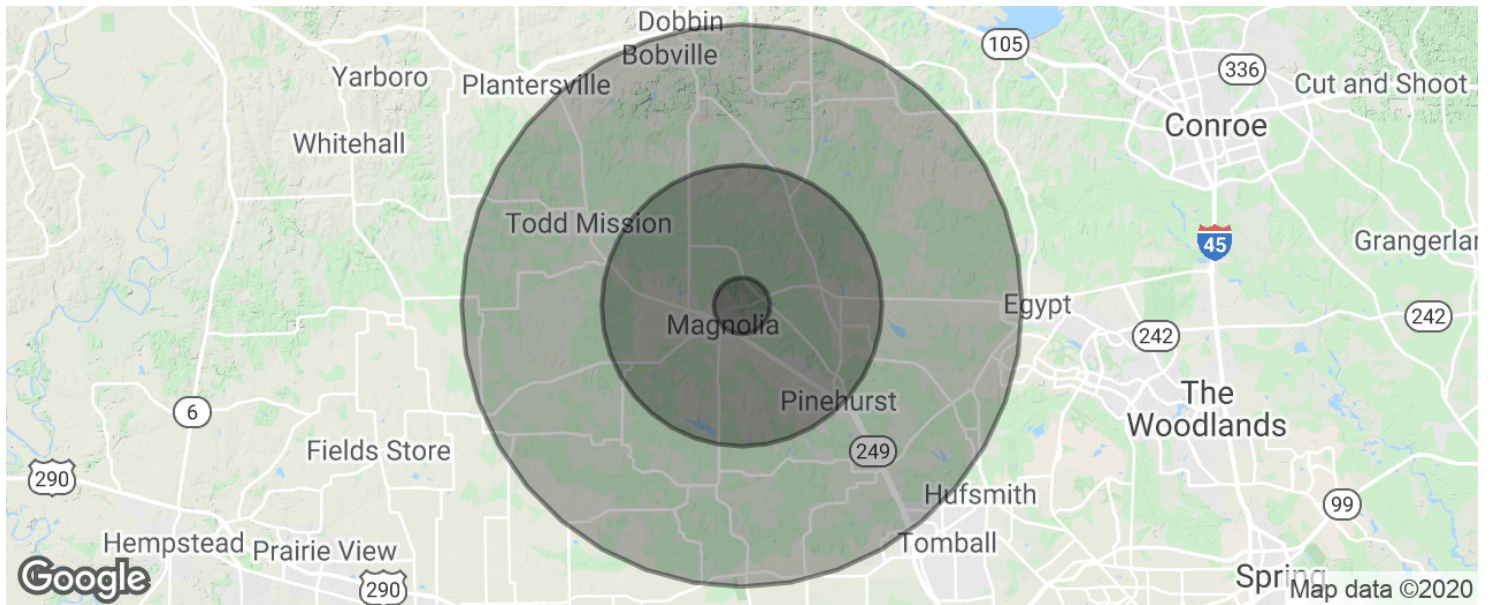 Dobbin
105
Bobville
336
Yarboro
Plantersville
Cut and Shoot
Conroe
Whitehall
Todd Mission
45
Grangerlan
Egypt
Magnolia
242
242
The
Woodlands
Pinehurst
6
Fields Store
249
290
Hufsmith
99
Hempstead
Prairie View
Tomball
Google
290
Spring
Map data ©2020